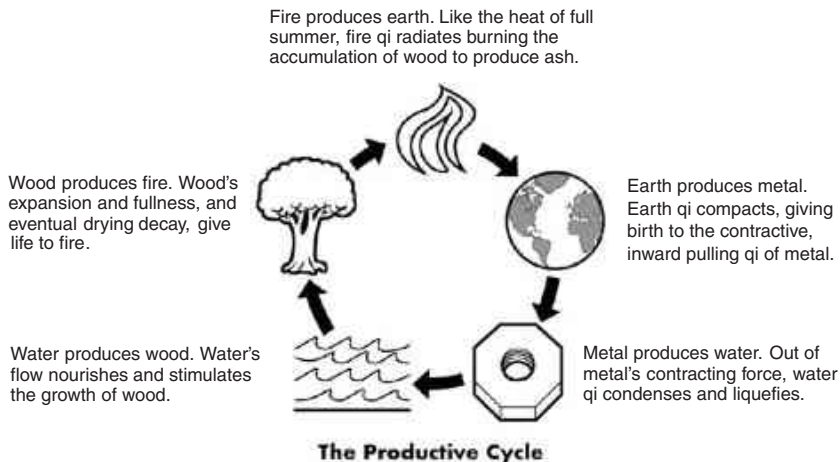 Fire produces earth. Like the heat of full
summer, fire qi radiates burning the
accumulation of wood to produce ash.
Wood produces fire. Wood's
expansion and fullness, and
eventual drying decay, give
life to fire.
Earth produces metal.
Earth qi compacts, giving
birth to the contractive,
inward pulling qi of metal.
Water produces wood. Water's
flow nourishes and stimulates
the growth of wood.
Metal produces water. Out of
metal's contracting force, water
qi condenses and liquefies.
The Productive Cycle